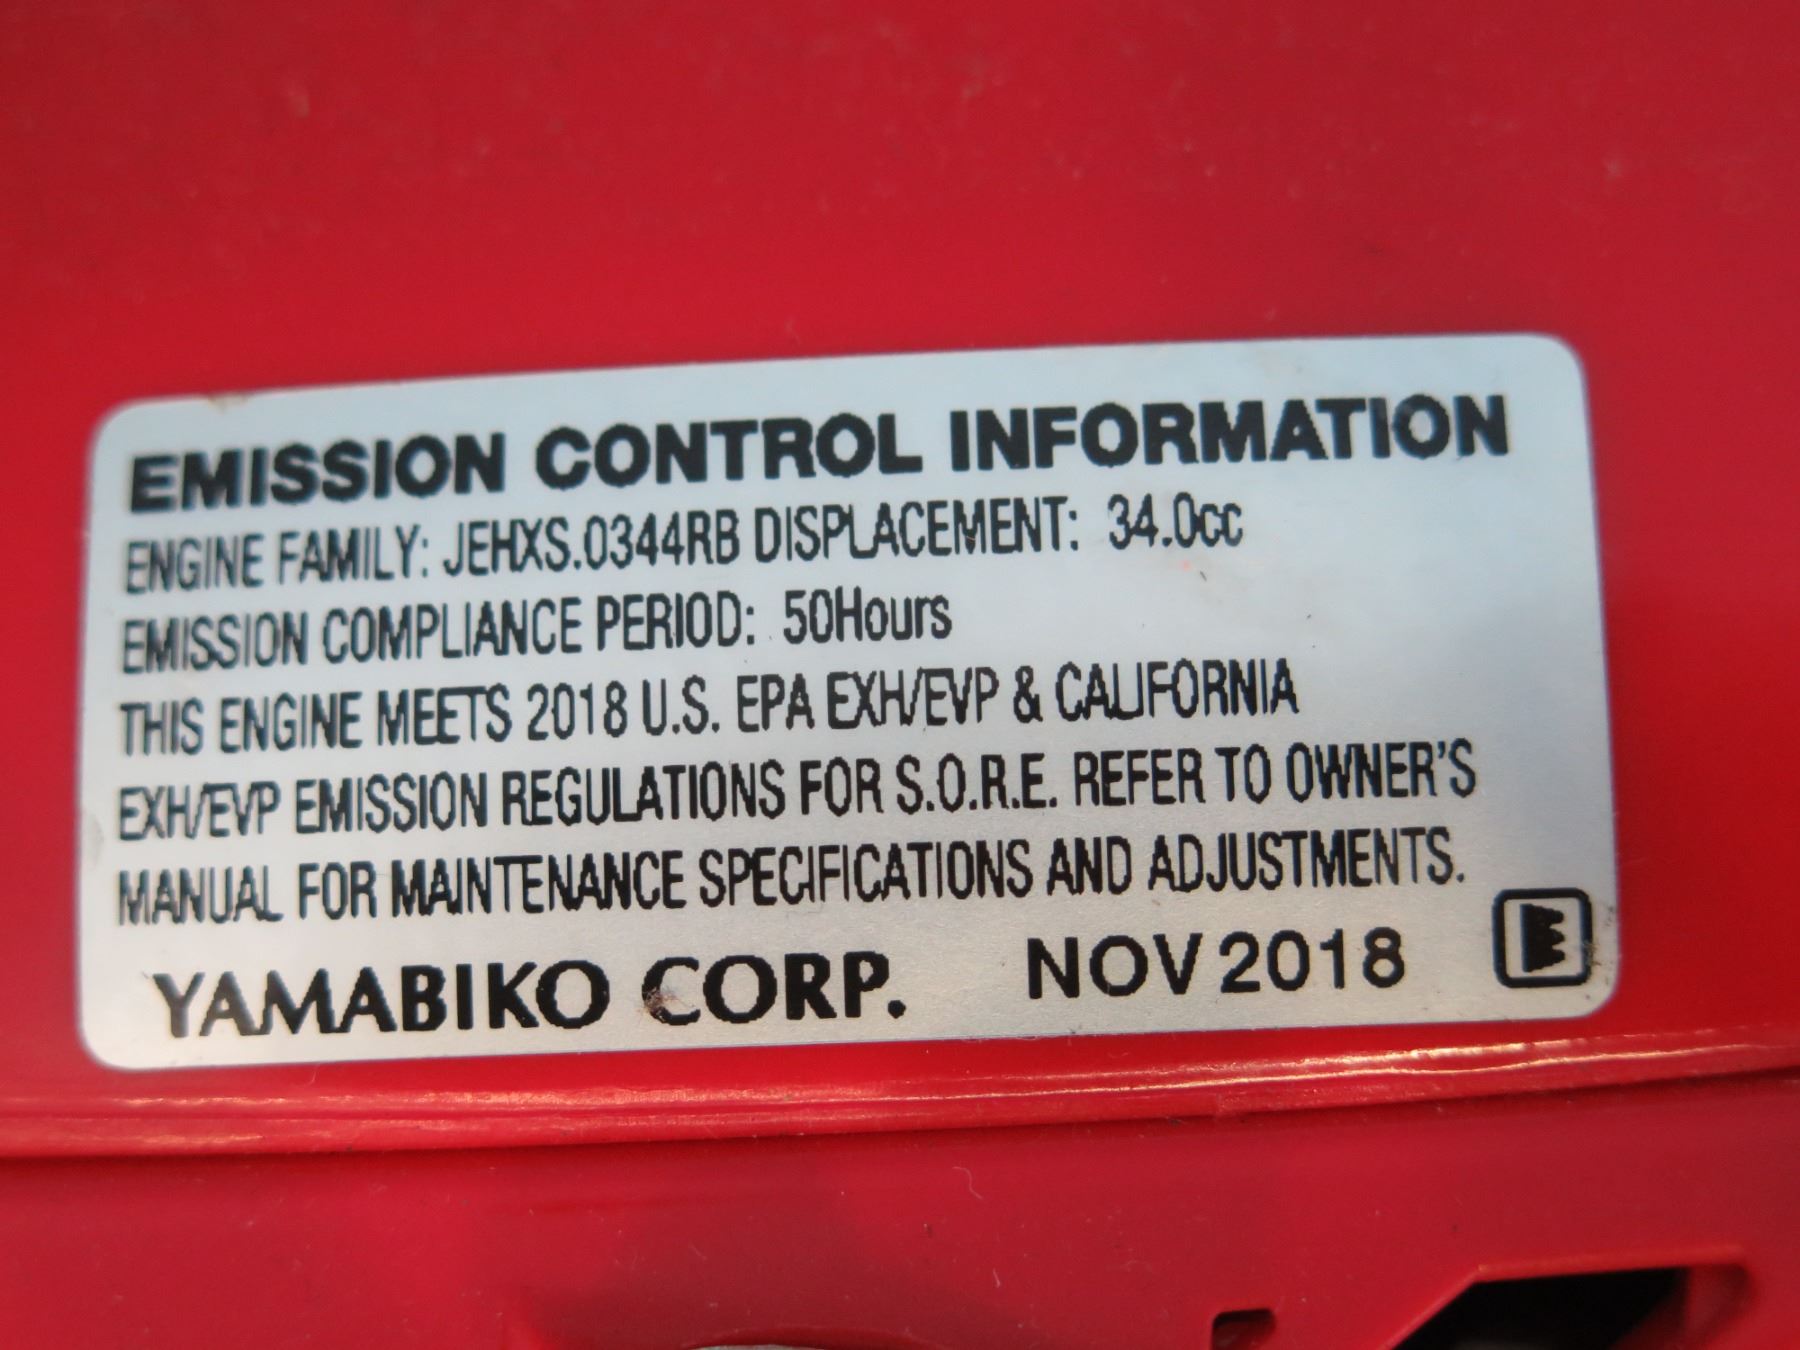 EMISSION CONTROL INFORMATION
ENGINE FAMILY: JEHXS.0344RB DISPLACEMENT: 34.0cc
EMISSION COMPLIANCE PERIOD: 50Hours
THIS ENGINE MEETS 2018 U.S. EPA EXH/EVP & CALIFORNIA
EXH/EVP EMISSION REGULATIONS FOR S.O.R.E. REFER TO OWNER'S
MANUAL FOR MAINTENANCE SPECIFICATIONS AND ADJUSTMENTS.
YAMABIKO CORP. NOV 2018